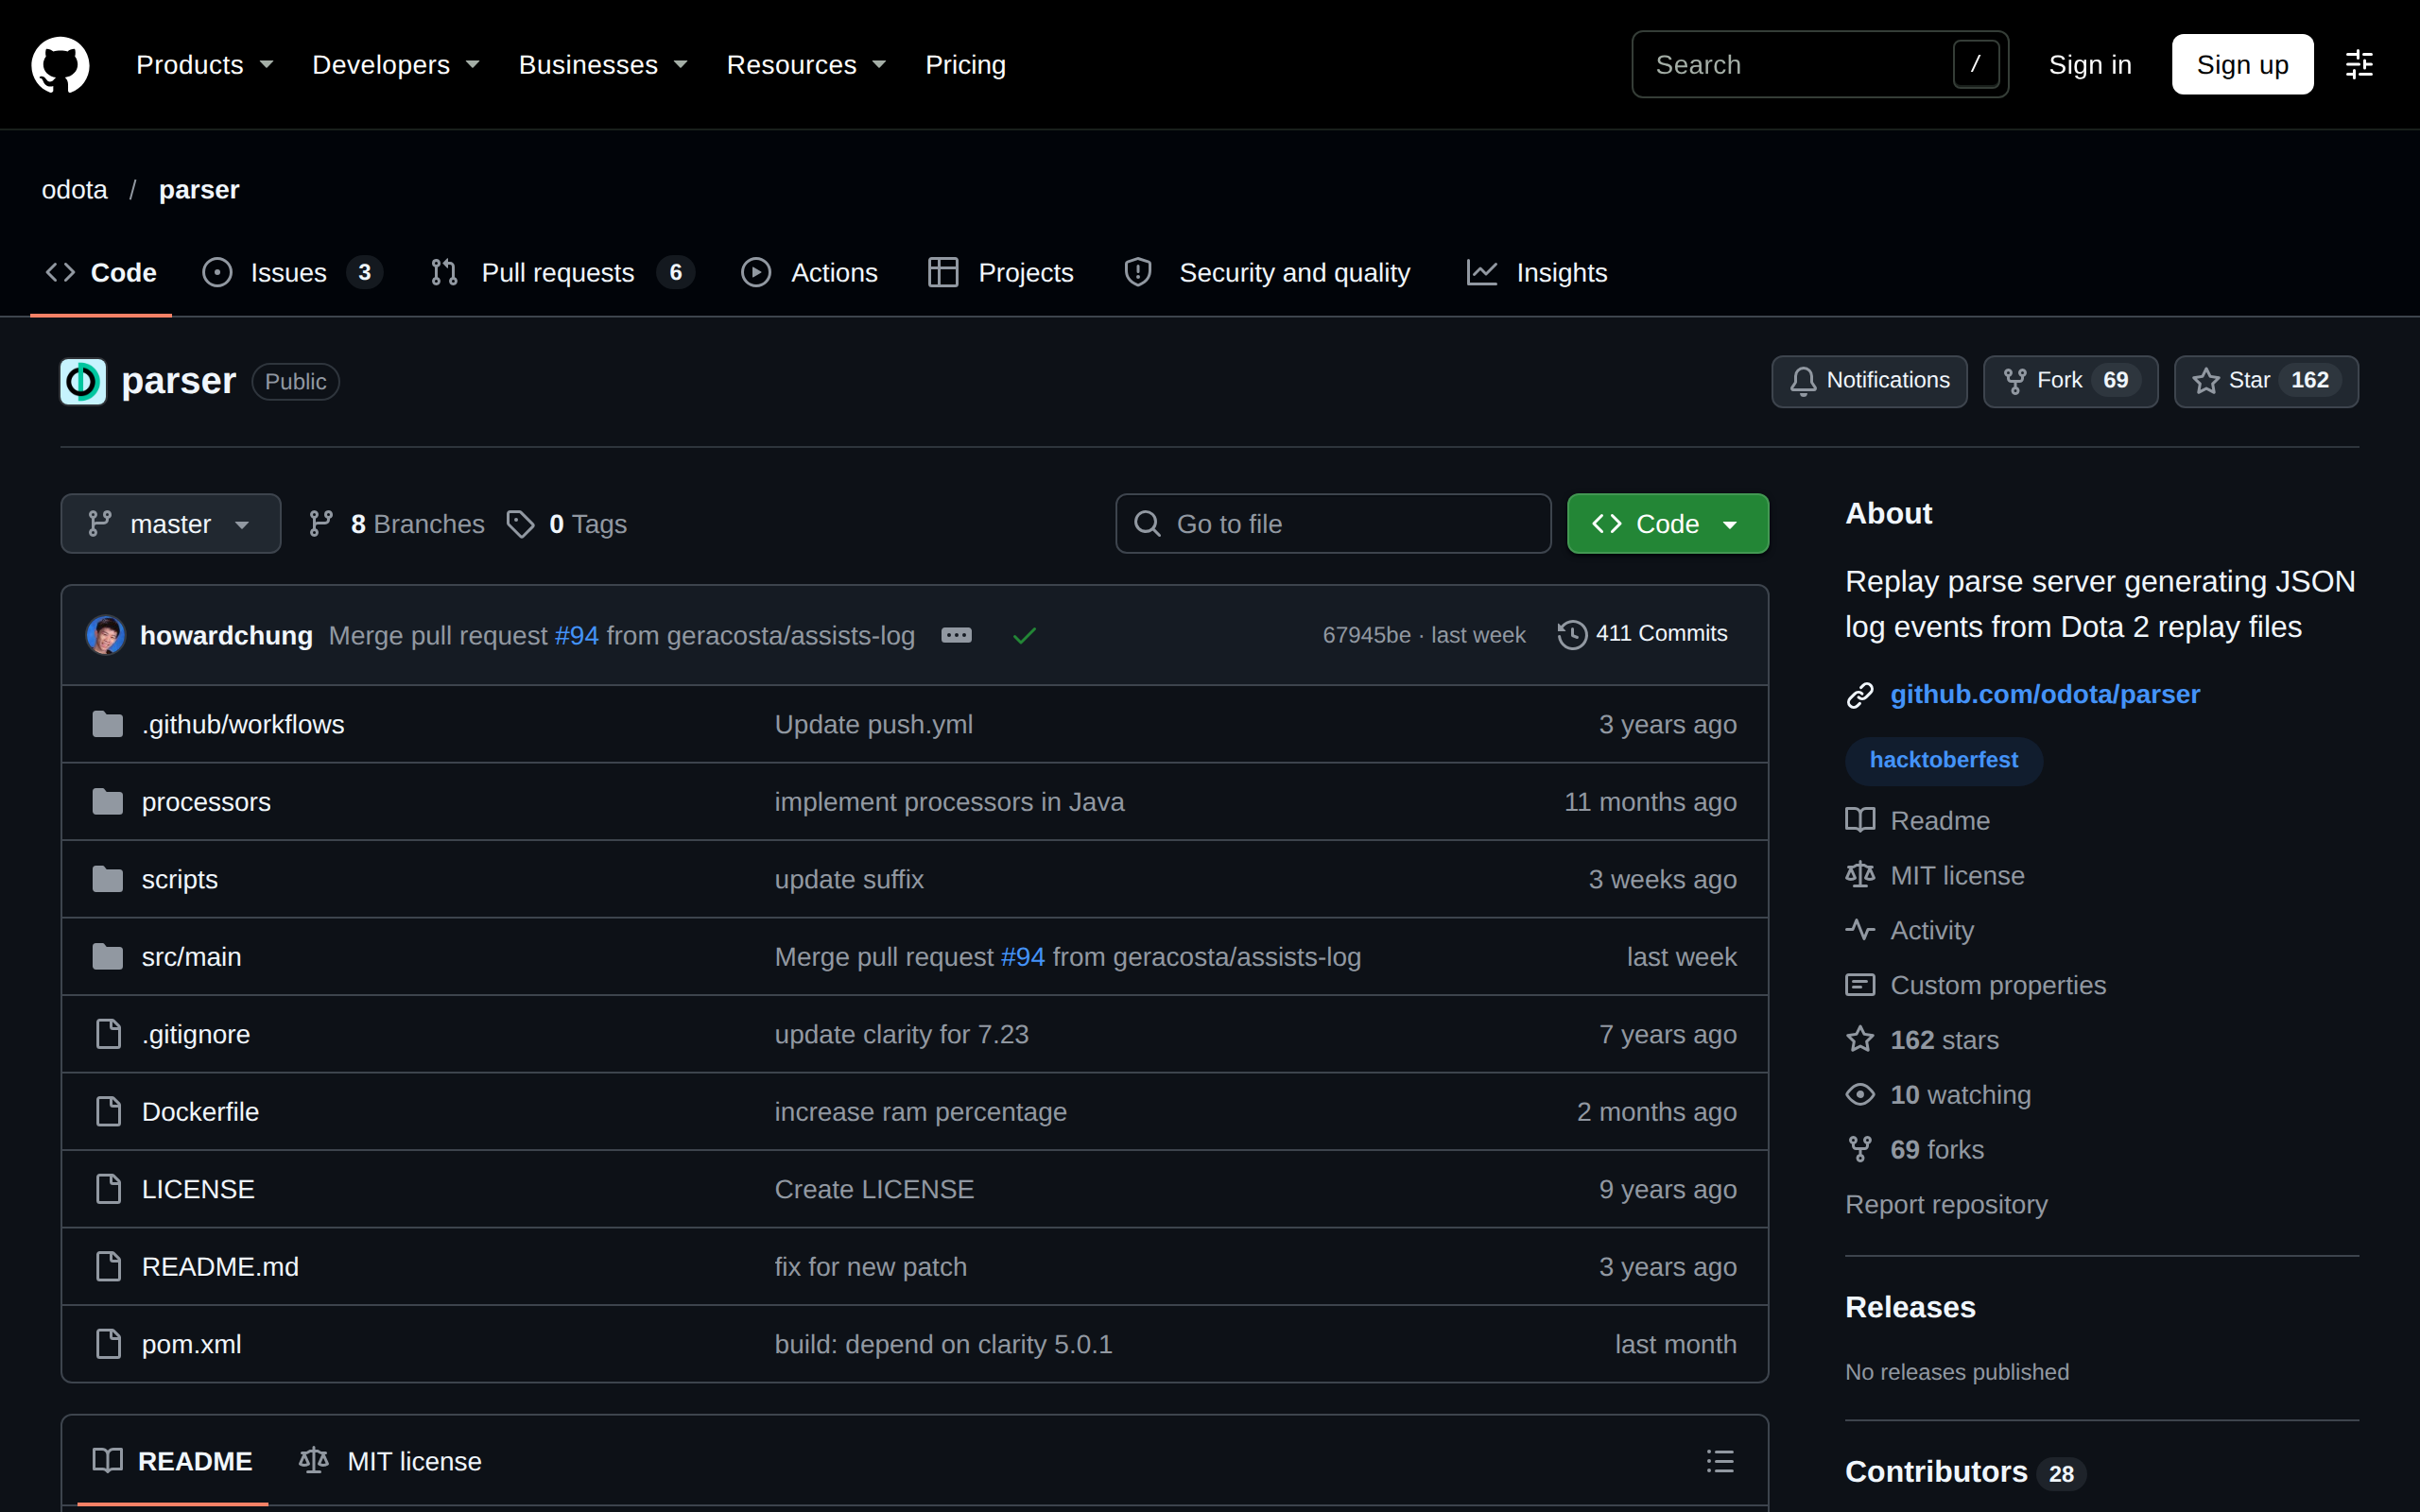 Products Developers Businesses Resources Pricing Search / Sign in Sign up
odota / parser
Code Issues 3 Pull requests 6 Actions Projects Security and quality Insights
parser Public Notifications Fork 69 Star 162
master 8 Branches 0 Tags Go to file Code
howardchung Merge pull request #94 from geracosta/assists-log 67945be · last week 411 Commits
.github/workflows Update push.yml 3 years ago
processors implement processors in Java 11 months ago
scripts update suffix 3 weeks ago
src/main Merge pull request #94 from geracosta/assists-log last week
.gitignore update clarity for 7.23 7 years ago
Dockerfile increase ram percentage 2 months ago
LICENSE Create LICENSE 9 years ago
README.md fix for new patch 3 years ago
pom.xml build: depend on clarity 5.0.1 last month
README MIT license
About
Replay parse server generating JSON
log events from Dota 2 replay files
github.com/odota/parser
hacktoberfest
Readme
MIT license
Activity
Custom properties
162 stars
10 watching
69 forks
Report repository
Releases
No releases published
Contributors 28